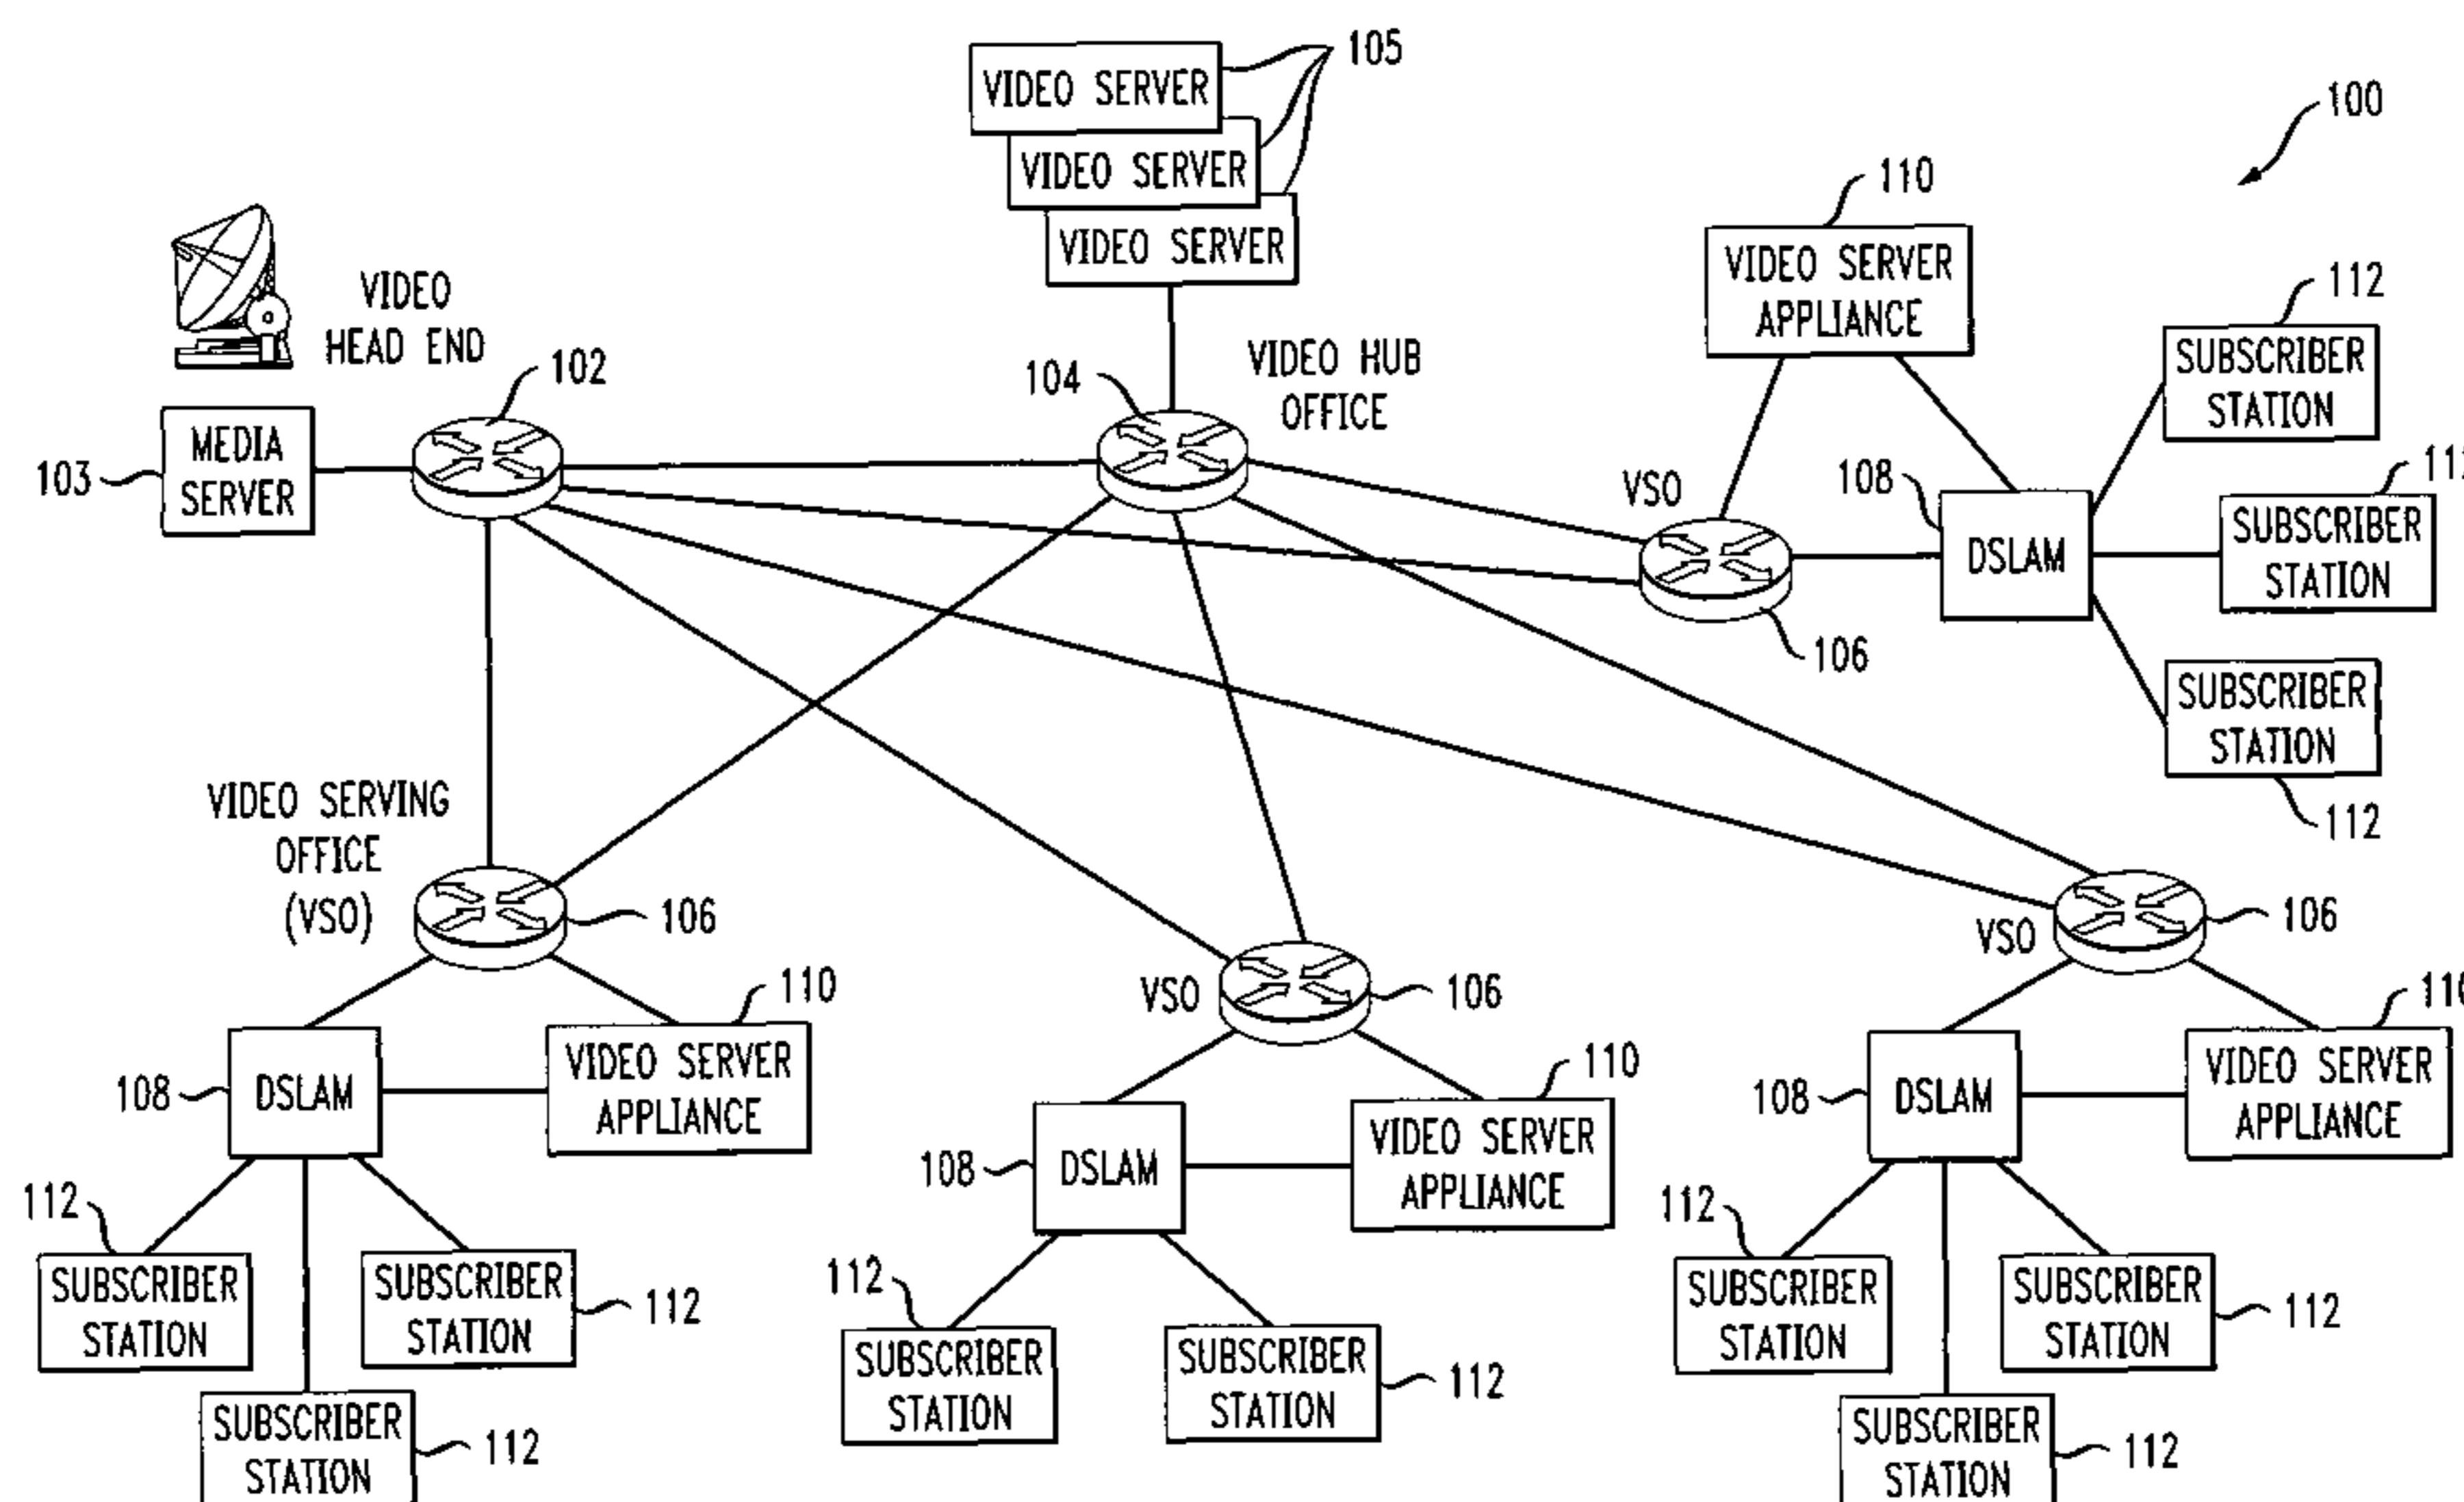 105
VIDEO SERVER
VIDEO SERVER
VIDEO SERVER
100
VIDEO
HEAD END
102
MEDIA
SERVER
103
104
VIDEO HUB
OFFICE
110
VIDEO SERVER
APPLIANCE
112
SUBSCRIBER
STATION
VSO
108
DSLAM
SUBSCRIBER
STATION
106
SUBSCRIBER
STATION
112
VIDEO SERVING
OFFICE
(VSO)
106
110
108
DSLAM
VIDEO SERVER
APPLIANCE
112
SUBSCRIBER
STATION
SUBSCRIBER
STATION
112
SUBSCRIBER
STATION
112
VSO
106
110
108
DSLAM
VIDEO SERVER
APPLIANCE
112
SUBSCRIBER
STATION
SUBSCRIBER
STATION
112
VSO
106
108
DSLAM
VIDEO SERVER
APPLIANCE
112
SUBSCRIBER
STATION
SUBSCRIBER
STATION
112
SUBSCRIBER
STATION
112